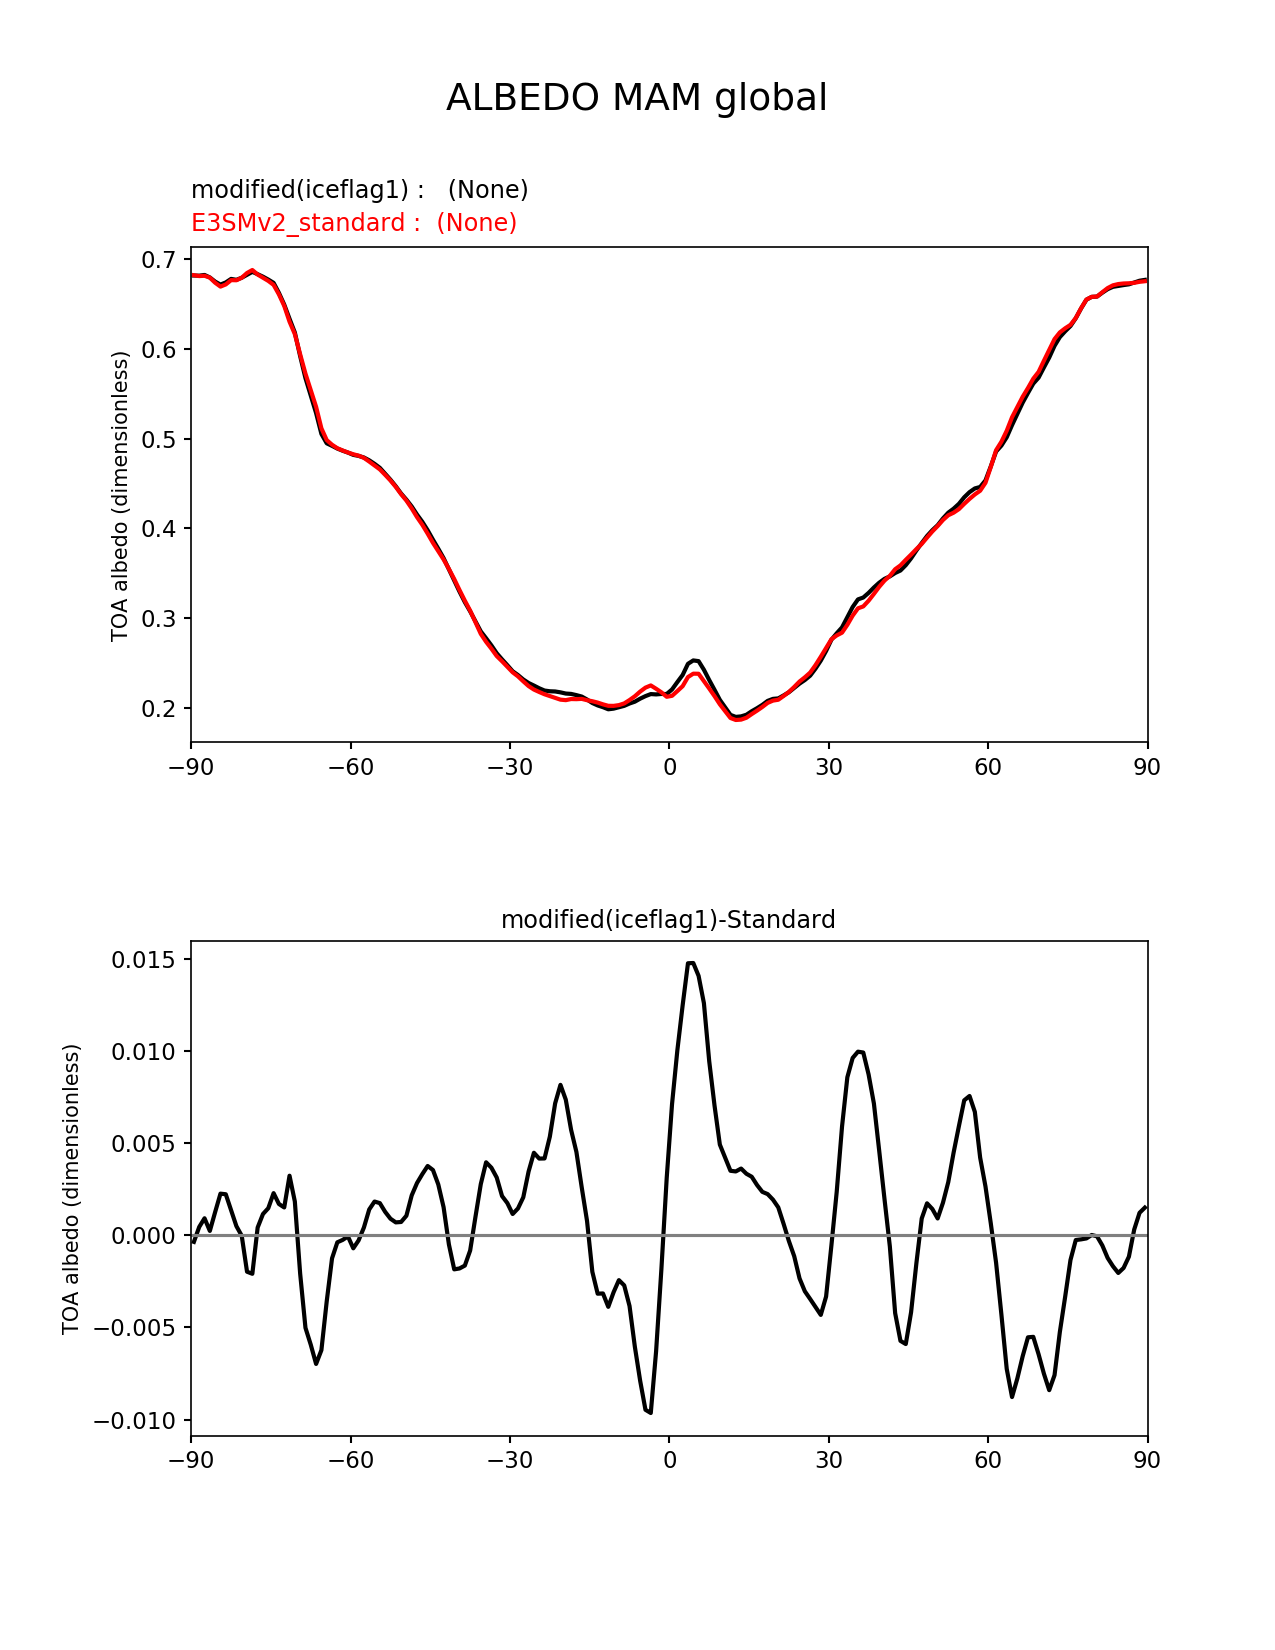 ALBEDO MAM global
modified(iceflag1) :   (None)
E3SMv2_standard :  (None)
TOA albedo (dimensionless)
0.7
0.6
0.5
0.4
0.3
0.2
−90 −60 −30 0 30 60 90
modified(iceflag1)-Standard
TOA albedo (dimensionless)
0.015
0.010
0.005
0.000
−0.005
−0.010
−90 −60 −30 0 30 60 90